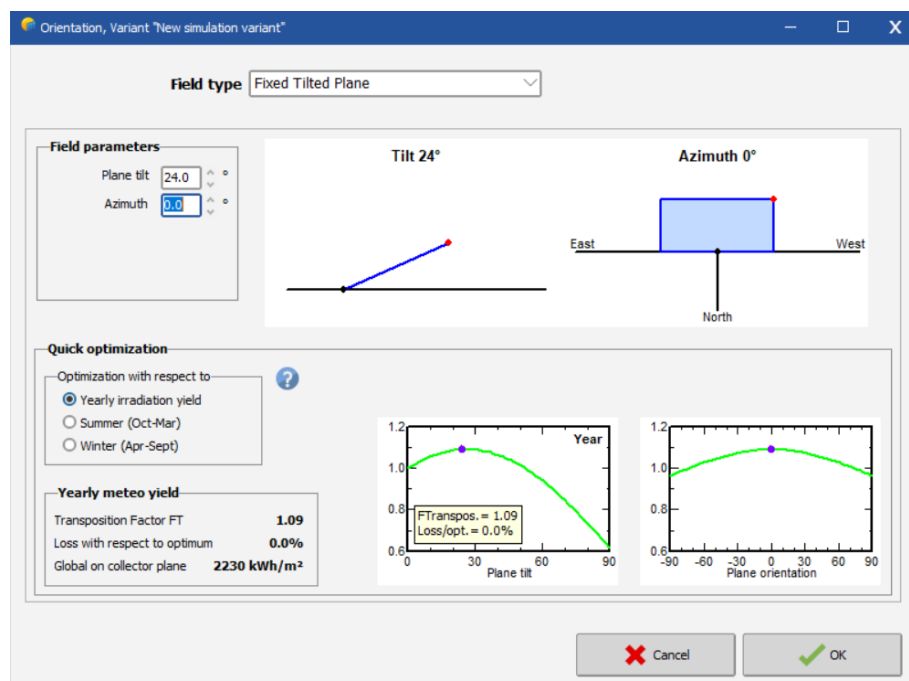 Orientation, Variant "New simulation variant"
Field type Fixed Tilted Plane
Field parameters
Plane tilt 24.0 °
Azimuth 0.0 °
Tilt 24°
Azimuth 0°
East
West
North
Quick optimization
Optimization with respect to
Yearly irradiation yield
Summer (Oct-Mar)
Winter (Apr-Sept)
?
Yearly meteo yield
Transposition Factor FT 1.09
Loss with respect to optimum 0.0%
Global on collector plane 2230 kWh/m²
Year
1.2
1.0
0.8
0.6
FTranspos. = 1.09
Loss/opt. = 0.0%
0 30 60 90
Plane tilt
1.2
1.0
0.8
0.6
-90 -60 -30 0 30 60 90
Plane orientation
Cancel
OK